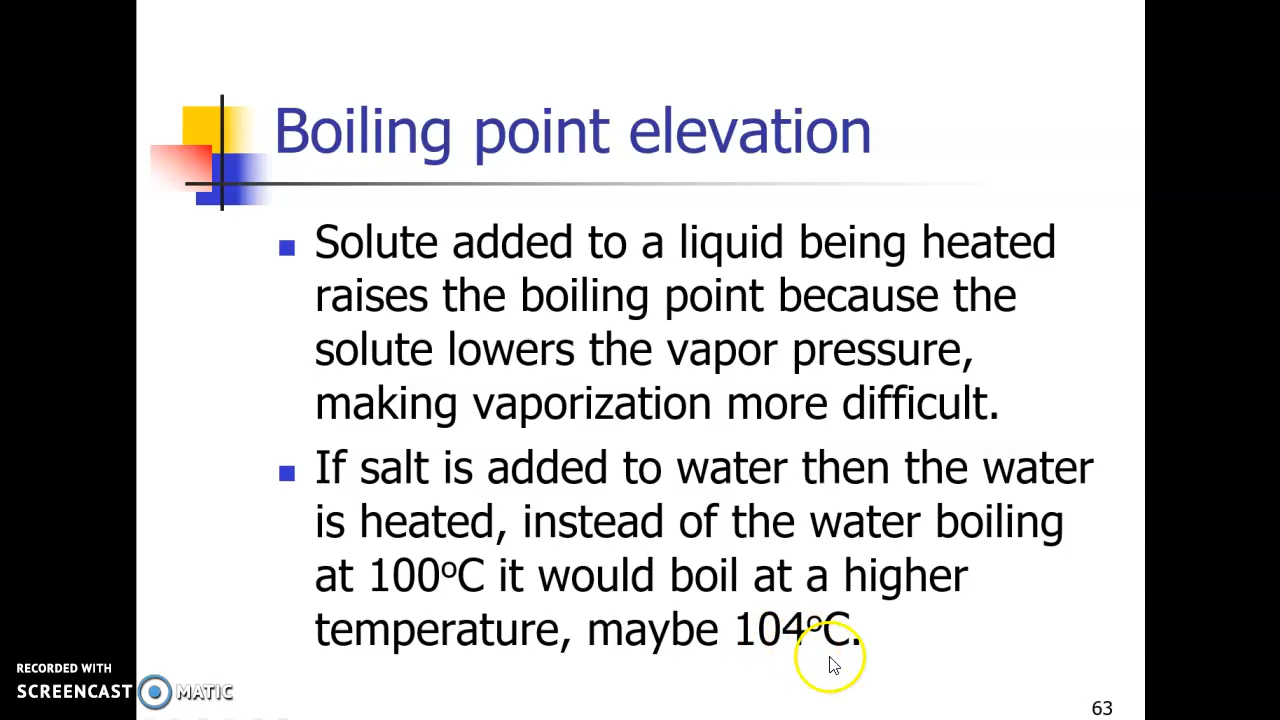 Boiling point elevation
Solute added to a liquid being heated
raises the boiling point because the
solute lowers the vapor pressure,
making vaporization more difficult.
If salt is added to water then the water
is heated, instead of the water boiling
at 100ºC it would boil at a higher
temperature, maybe 104ºC.
RECORDED WITH
SCREENCAST MATIC
63